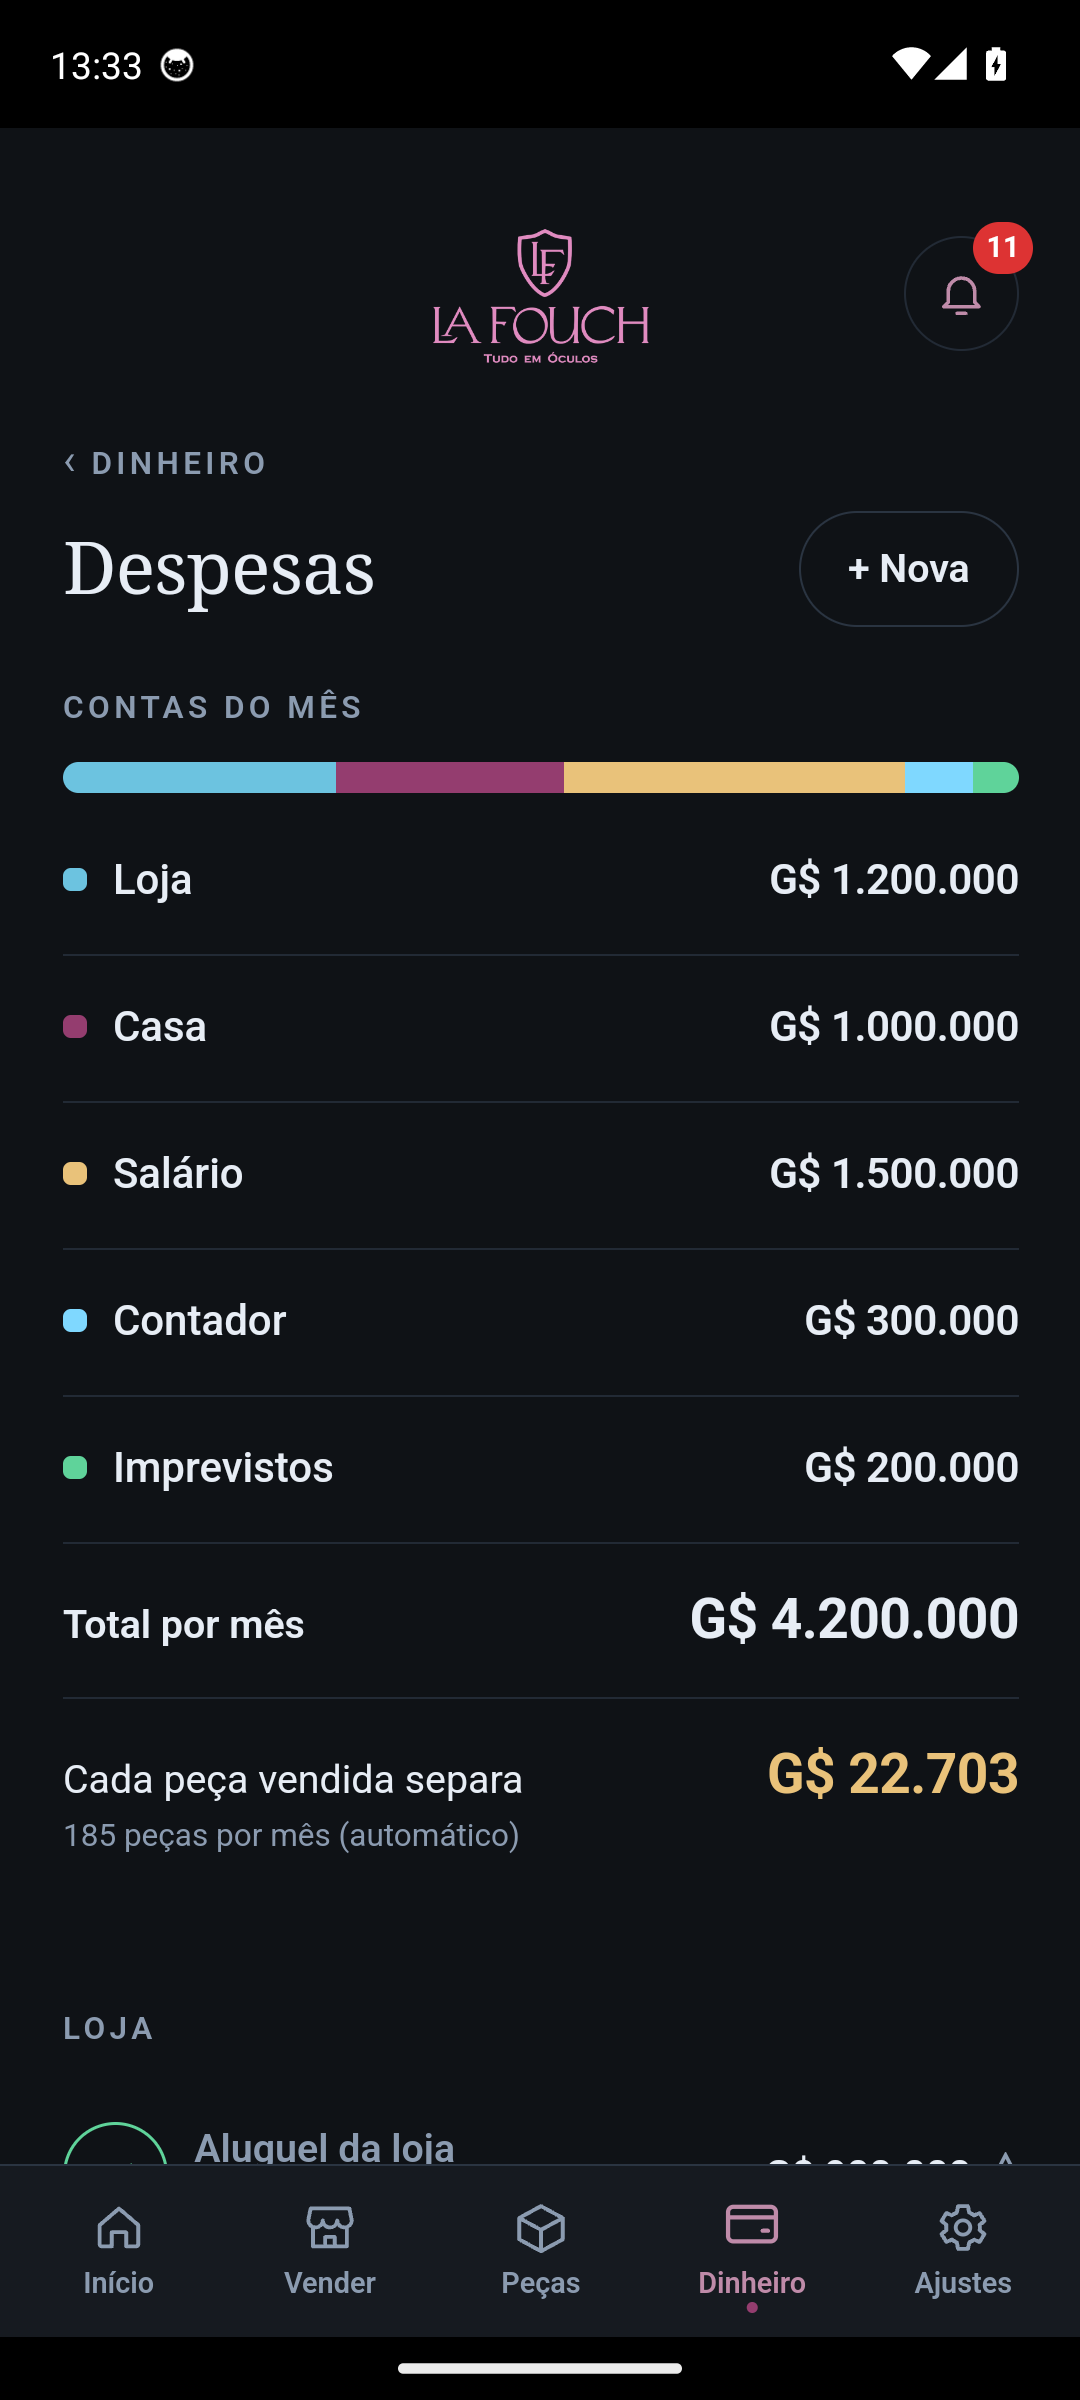 13:33
11
LF
LA FOUCH
TUDO EM ÓCULOS
‹ DINHEIRO
Despesas
+ Nova
CONTAS DO MÊS
Loja G$ 1.200.000
Casa G$ 1.000.000
Salário G$ 1.500.000
Contador G$ 300.000
Imprevistos G$ 200.000
Total por mês G$ 4.200.000
Cada peça vendida separa G$ 22.703
185 peças por mês (automático)
LOJA
Aluguel da loja
Início Vender Peças Dinheiro Ajustes